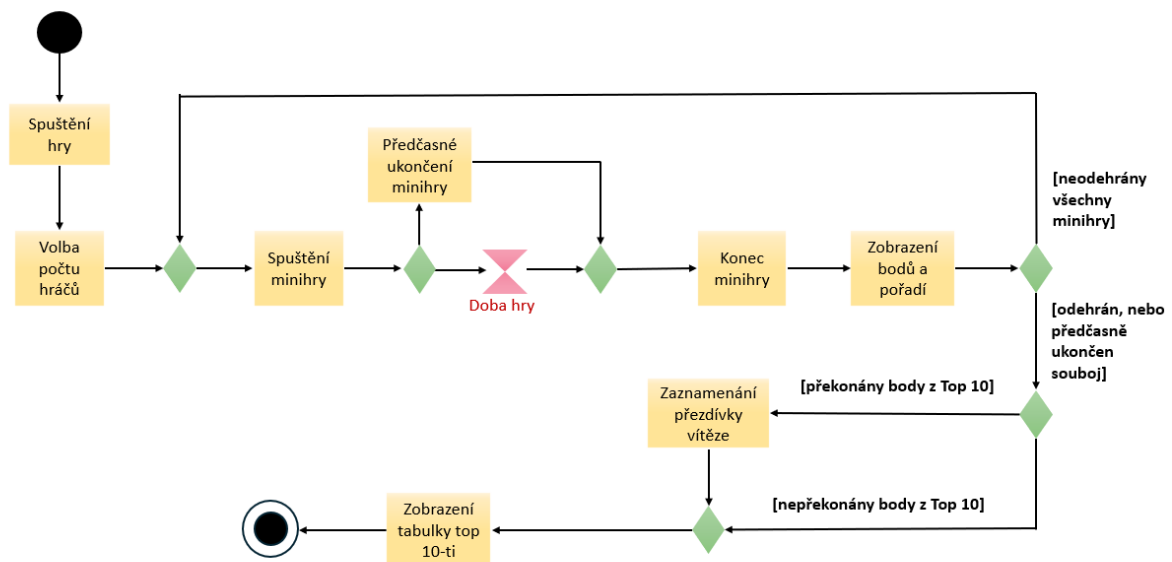 Spuštění
hry
Volba
počtu
hráčů
Spuštění
minihry
Předčasné
ukončení
minihry
Doba hry
Konec
minihry
Zobrazení
bodů a
pořadí
[neodehrány
všechny
minihry]
[odehrán, nebo
předčasně
ukončen
souboj]
[překonány body z Top 10]
Zaznamenání
přezdívky
vítěze
[nepřekonány body z Top 10]
Zobrazení
tabulky top
10-ti